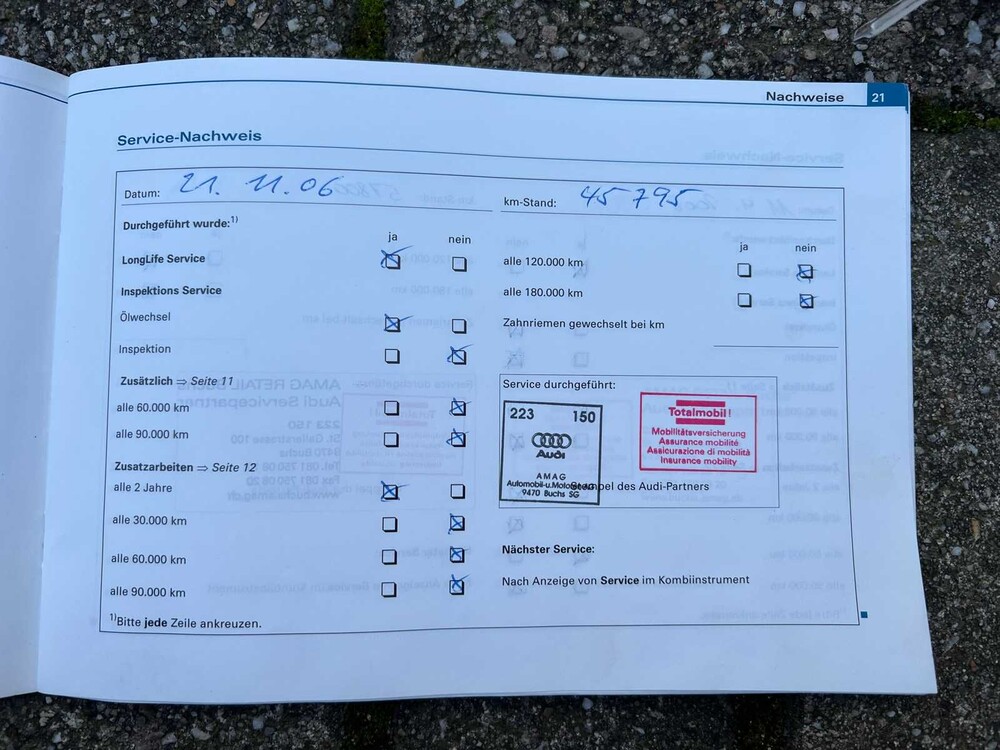 Nachweise 21
Service-Nachweis
Datum: 21. 11. 06
km-Stand: 45 795
Durchgeführt wurde:1)
ja nein
LongLife Service
Inspektions Service
Ölwechsel
Inspektion
Zusätzlich ⇒ Seite 11
alle 60.000 km
alle 90.000 km
Zusatzarbeiten ⇒ Seite 12
alle 2 Jahre
alle 30.000 km
alle 60.000 km
alle 90.000 km
1)Bitte jede Zeile ankreuzen.
ja nein
alle 120.000 km
alle 180.000 km
Zahnriemen gewechselt bei km
Service durchgeführt:
223 150
Audi
AMAG
Automobil-u.Motoren AG
9470 Buchs SG
Totalmobil!
Mobilitätsversicherung
Assurance mobilité
Assicurazione di mobilità
Insurance mobility
Stempel des Audi-Partners
Nächster Service:
Nach Anzeige von Service im Kombiinstrument